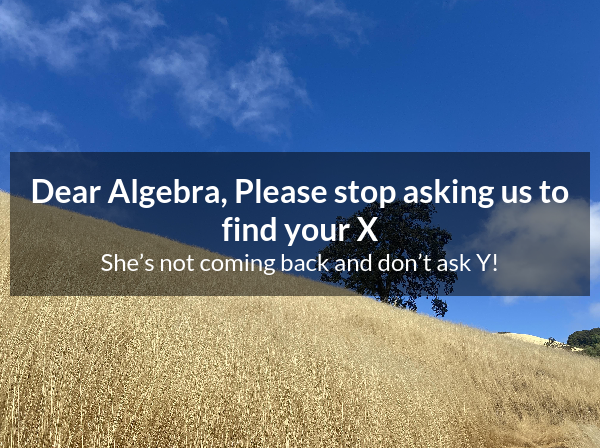 Dear Algebra, Please stop asking us to
find your X
She’s not coming back and don’t ask Y!